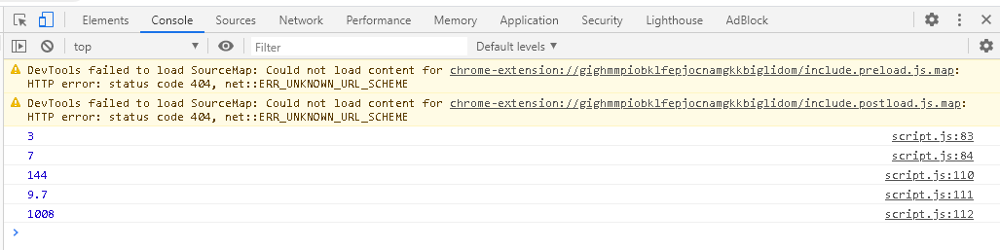 Elements Console Sources Network Performance Memory Application Security Lighthouse AdBlock
top Filter Default levels
DevTools failed to load SourceMap: Could not load content for chrome-extension://gighmmpiobklfepjocnamgkkbiglidom/include.preload.js.map:
HTTP error: status code 404, net::ERR_UNKNOWN_URL_SCHEME
DevTools failed to load SourceMap: Could not load content for chrome-extension://gighmmpiobklfepjocnamgkkbiglidom/include.postload.js.map:
HTTP error: status code 404, net::ERR_UNKNOWN_URL_SCHEME
3 script.js:83
7 script.js:84
144 script.js:110
9.7 script.js:111
1008 script.js:112